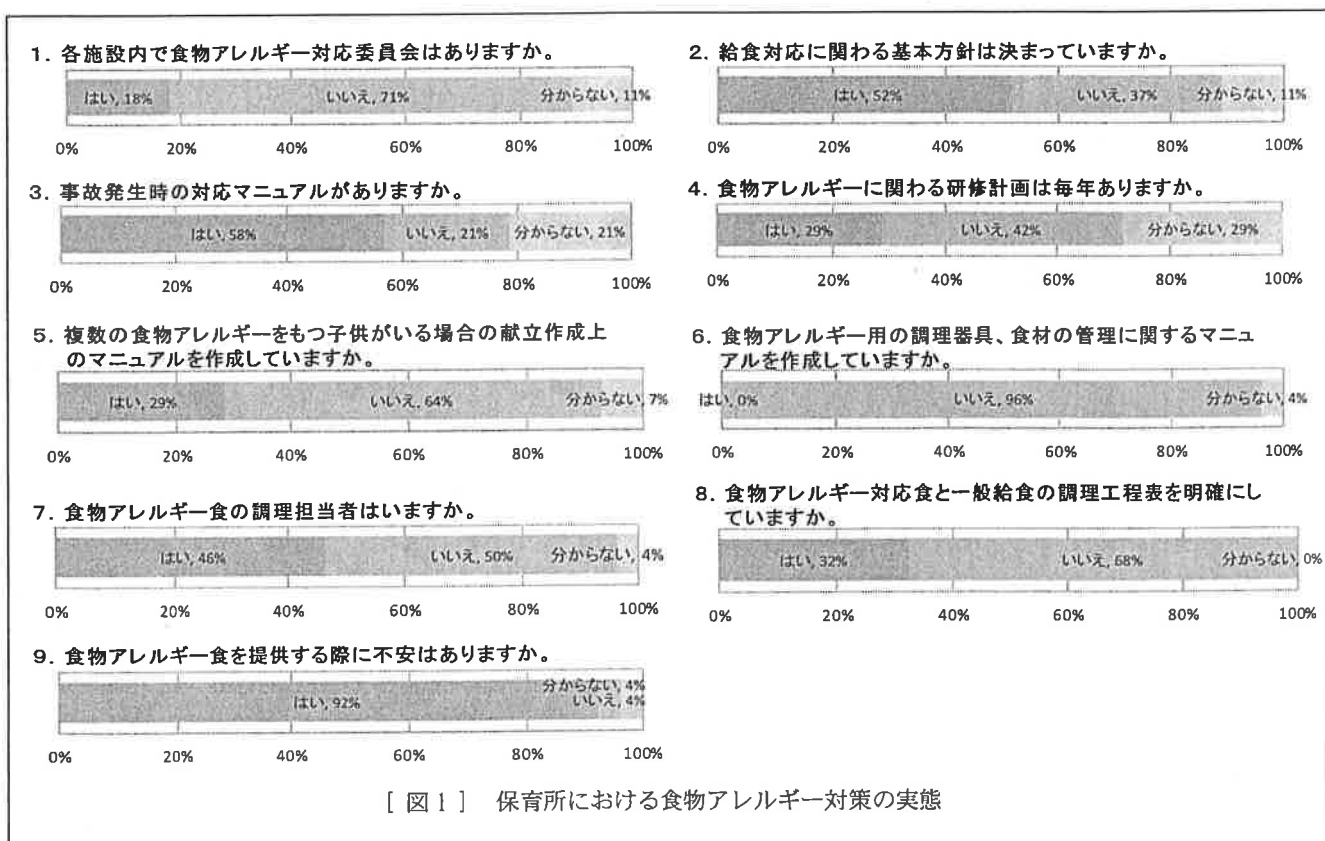 1. 各施設内で食物アレルギー対応委員会はありますか。
はい, 18% いいえ, 71% 分からない, 11%
0% 20% 40% 60% 80% 100%
2. 給食対応に関わる基本方針は決まっていますか。
はい, 52% いいえ, 37% 分からない, 11%
0% 20% 40% 60% 80% 100%
3. 事故発生時の対応マニュアルがありますか。
はい, 58% いいえ, 21% 分からない, 21%
0% 20% 40% 60% 80% 100%
4. 食物アレルギーに関わる研修計画は毎年ありますか。
はい, 29% いいえ, 42% 分からない, 29%
0% 20% 40% 60% 80% 100%
5. 複数の食物アレルギーをもつ子供がいる場合の献立作成上
のマニュアルを作成していますか。
はい, 29% いいえ, 64% 分からない, 7%
0% 20% 40% 60% 80% 100%
6. 食物アレルギー用の調理器具、食材の管理に関するマニュ
アルを作成していますか。
はい, 0% いいえ, 96% 分からない, 4%
0% 20% 40% 60% 80% 100%
7. 食物アレルギー食の調理担当者はいますか。
はい, 46% いいえ, 50% 分からない, 4%
0% 20% 40% 60% 80% 100%
8. 食物アレルギー対応食と一般給食の調理工程表を明確にし
ていますか。
はい, 32% いいえ, 68% 分からない, 0%
0% 20% 40% 60% 80% 100%
9. 食物アレルギー食を提供する際に不安はありますか。
分からない, 4%
はい, 92% いいえ, 4%
0% 20% 40% 60% 80% 100%
[ 図1 ] 保育所における食物アレルギー対策の実態